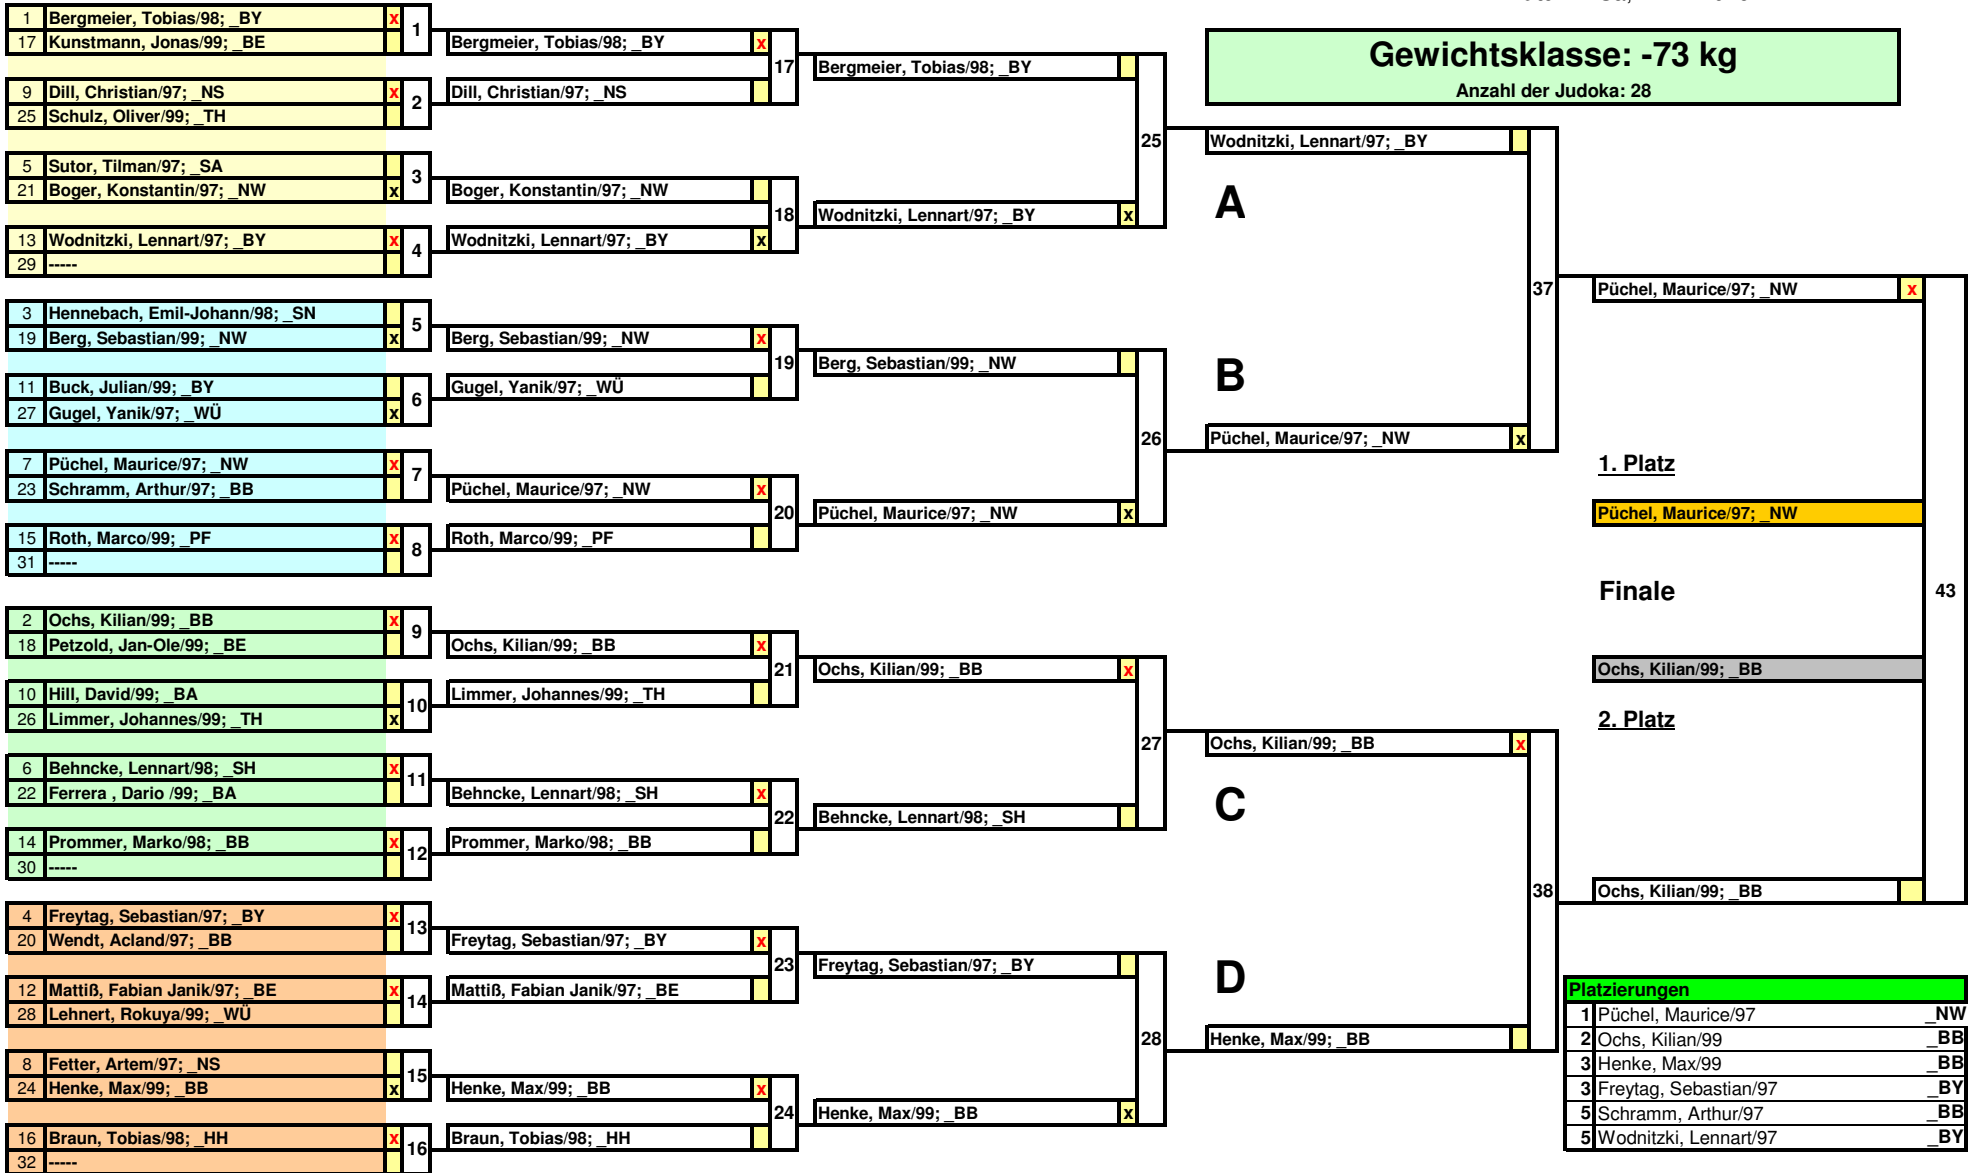 Gewichtsklasse: -73 kg
Anzahl der Judoka: 28
1 Bergmeier, Tobias/98; _BY x
17 Kunstmann, Jonas/99; _BE
1
9 Dill, Christian/97; _NS x
25 Schulz, Oliver/99; _TH
2
5 Sutor, Tilman/97; _SA
21 Boger, Konstantin/97; _NW x
3
13 Wodnitzki, Lennart/97; _BY x
29 -----
4
3 Hennebach, Emil-Johann/98; _SN
19 Berg, Sebastian/99; _NW x
5
11 Buck, Julian/99; _BY
27 Gugel, Yanik/97; _WÜ x
6
7 Püchel, Maurice/97; _NW x
23 Schramm, Arthur/97; _BB
7
15 Roth, Marco/99; _PF x
31 -----
8
2 Ochs, Kilian/99; _BB x
18 Petzold, Jan-Ole/99; _BE
9
10 Hill, David/99; _BA
26 Limmer, Johannes/99; _TH x
10
6 Behncke, Lennart/98; _SH x
22 Ferrera , Dario /99; _BA
11
14 Prommer, Marko/98; _BB x
30 -----
12
4 Freytag, Sebastian/97; _BY x
20 Wendt, Acland/97; _BB
13
12 Mattiß, Fabian Janik/97; _BE x
28 Lehnert, Rokuya/99; _WÜ
14
8 Fetter, Artem/97; _NS
24 Henke, Max/99; _BB x
15
16 Braun, Tobias/98; _HH x
32 -----
16
Bergmeier, Tobias/98; _BY x
17
Dill, Christian/97; _NS
Boger, Konstantin/97; _NW
18
Wodnitzki, Lennart/97; _BY x
Berg, Sebastian/99; _NW x
19
Gugel, Yanik/97; _WÜ
Püchel, Maurice/97; _NW x
20
Roth, Marco/99; _PF
Ochs, Kilian/99; _BB x
21
Limmer, Johannes/99; _TH
Behncke, Lennart/98; _SH x
22
Prommer, Marko/98; _BB
Freytag, Sebastian/97; _BY x
23
Mattiß, Fabian Janik/97; _BE
Henke, Max/99; _BB x
24
Braun, Tobias/98; _HH
Bergmeier, Tobias/98; _BY
25
Wodnitzki, Lennart/97; _BY x
Berg, Sebastian/99; _NW
26
Püchel, Maurice/97; _NW x
Ochs, Kilian/99; _BB x
27
Behncke, Lennart/98; _SH
Freytag, Sebastian/97; _BY
28
Henke, Max/99; _BB x
Wodnitzki, Lennart/97; _BY
A
37
B
Püchel, Maurice/97; _NW x
Ochs, Kilian/99; _BB x
C
38
D
Henke, Max/99; _BB
Püchel, Maurice/97; _NW x
1. Platz
Püchel, Maurice/97; _NW
Finale
43
Ochs, Kilian/99; _BB
2. Platz
Ochs, Kilian/99; _BB
Platzierungen
1 Püchel, Maurice/97 _NW
2 Ochs, Kilian/99 _BB
3 Henke, Max/99 _BB
3 Freytag, Sebastian/97 _BY
5 Schramm, Arthur/97 _BB
5 Wodnitzki, Lennart/97 _BY